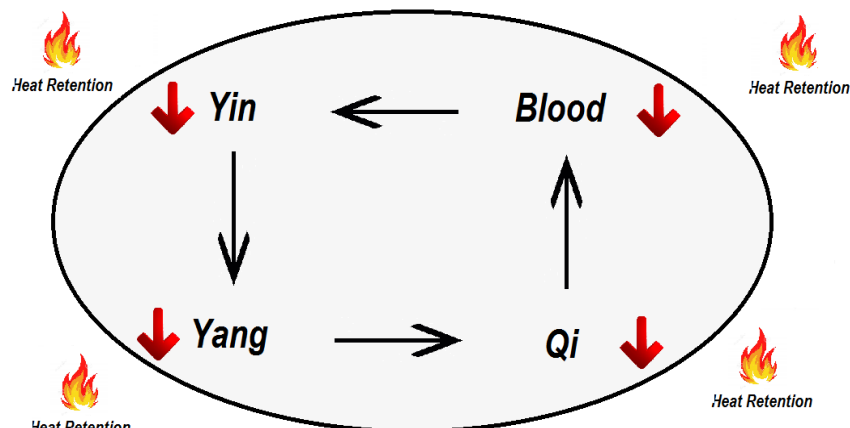 Heat Retention
Heat Retention
Yin
Blood
Yang
Qi
Heat Retention
Heat Retention